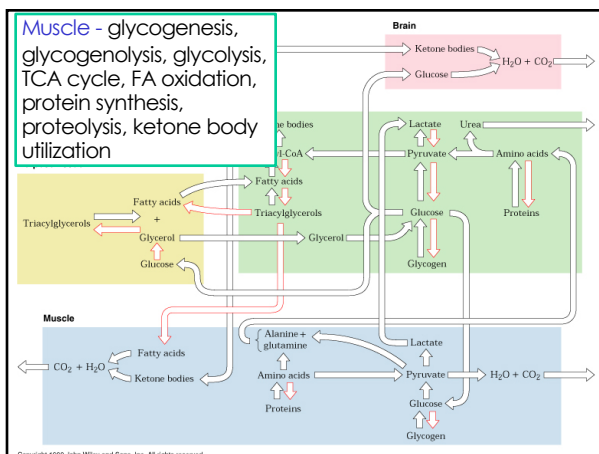 Muscle - glycogenesis,
glycogenolysis, glycolysis,
TCA cycle, FA oxidation,
protein synthesis,
proteolysis, ketone body
utilization
Brain
Ketone bodies
H₂O + CO₂
Glucose
bodies
Lactate
Urea
CoA
Pyruvate
Amino acids
Fatty acids
Fatty acids
+
Triacylglycerols
Triacylglycerols
Glycerol
Glycerol
Glucose
Proteins
Glucose
Glycogen
Muscle
Fatty acids
CO₂ + H₂O
Ketone bodies
Alanine +
glutamine
Lactate
Amino acids
Pyruvate
H₂O + CO₂
Proteins
Glucose
Glycogen